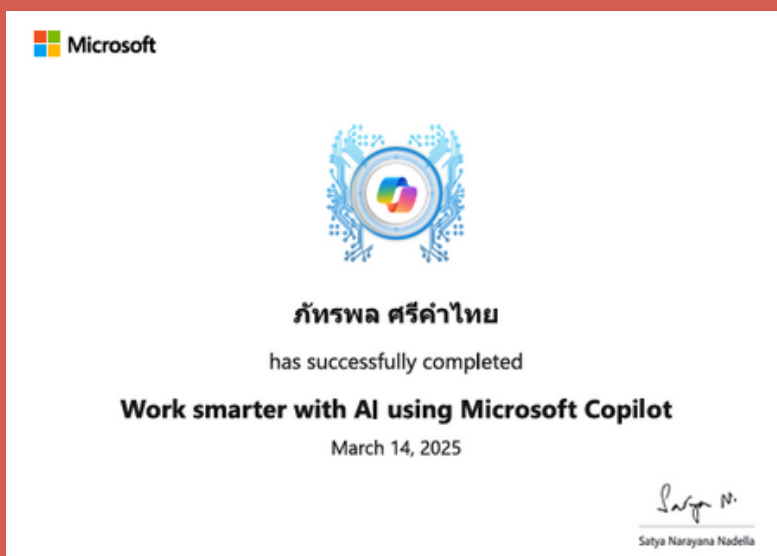 Microsoft
ภัทรพล ศรีคำไทย
has successfully completed
Work smarter with AI using Microsoft Copilot
March 14, 2025
Satya N.
Satya Narayana Nadella